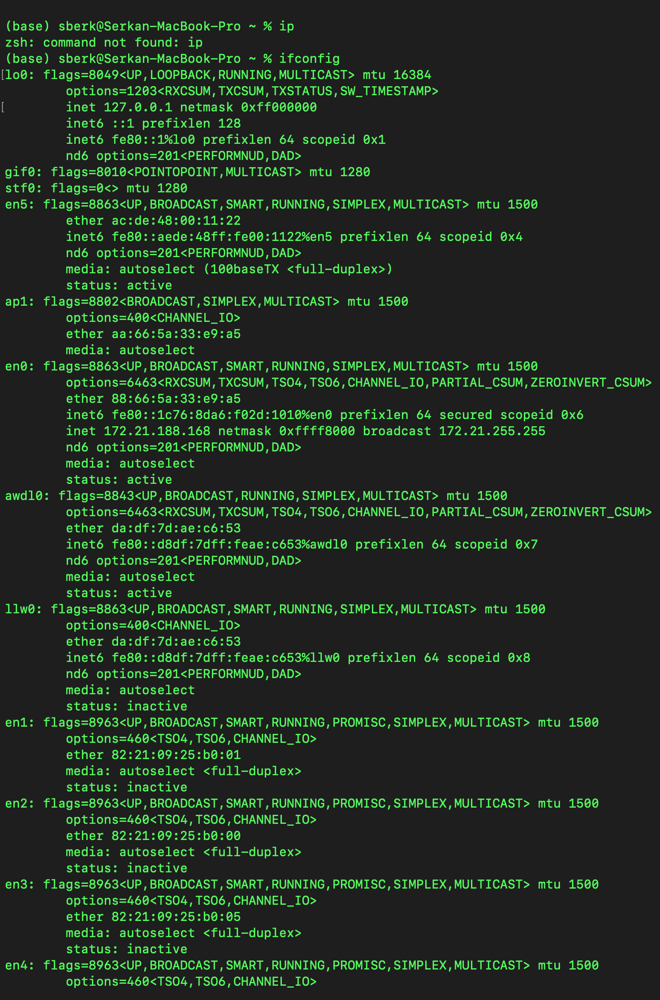 (base) sberk@Serkan-MacBook-Pro ~ % ip
zsh: command not found: ip
(base) sberk@Serkan-MacBook-Pro ~ % ifconfig
[lo0: flags=8049<UP,LOOPBACK,RUNNING,MULTICAST> mtu 16384
options=1203<RXCSUM,TXCSUM,TXSTATUS,SW_TIMESTAMP>
[ inet 127.0.0.1 netmask 0xff000000
inet6 ::1 prefixlen 128
inet6 fe80::1%lo0 prefixlen 64 scopeid 0x1
nd6 options=201<PERFORMNUD,DAD>
gif0: flags=8010<POINTOPOINT,MULTICAST> mtu 1280
stf0: flags=0<> mtu 1280
en5: flags=8863<UP,BROADCAST,SMART,RUNNING,SIMPLEX,MULTICAST> mtu 1500
ether ac:de:48:00:11:22
inet6 fe80::aede:48ff:fe00:1122%en5 prefixlen 64 scopeid 0x4
nd6 options=201<PERFORMNUD,DAD>
media: autoselect (100baseTX <full-duplex>)
status: active
ap1: flags=8802<BROADCAST,SIMPLEX,MULTICAST> mtu 1500
options=400<CHANNEL_IO>
ether aa:66:5a:33:e9:a5
media: autoselect
en0: flags=8863<UP,BROADCAST,SMART,RUNNING,SIMPLEX,MULTICAST> mtu 1500
options=6463<RXCSUM,TXCSUM,TSO4,TSO6,CHANNEL_IO,PARTIAL_CSUM,ZEROINVERT_CSUM>
ether 88:66:5a:33:e9:a5
inet6 fe80::1c76:8da6:f02d:1010%en0 prefixlen 64 secured scopeid 0x6
inet 172.21.188.168 netmask 0xffff8000 broadcast 172.21.255.255
nd6 options=201<PERFORMNUD,DAD>
media: autoselect
status: active
awdl0: flags=8843<UP,BROADCAST,RUNNING,SIMPLEX,MULTICAST> mtu 1500
options=6463<RXCSUM,TXCSUM,TSO4,TSO6,CHANNEL_IO,PARTIAL_CSUM,ZEROINVERT_CSUM>
ether da:df:7d:ae:c6:53
inet6 fe80::d8df:7dff:feae:c653%awdl0 prefixlen 64 scopeid 0x7
nd6 options=201<PERFORMNUD,DAD>
media: autoselect
status: active
llw0: flags=8863<UP,BROADCAST,SMART,RUNNING,SIMPLEX,MULTICAST> mtu 1500
options=400<CHANNEL_IO>
ether da:df:7d:ae:c6:53
inet6 fe80::d8df:7dff:feae:c653%llw0 prefixlen 64 scopeid 0x8
nd6 options=201<PERFORMNUD,DAD>
media: autoselect
status: inactive
en1: flags=8963<UP,BROADCAST,SMART,RUNNING,PROMISC,SIMPLEX,MULTICAST> mtu 1500
options=460<TSO4,TSO6,CHANNEL_IO>
ether 82:21:09:25:b0:01
media: autoselect <full-duplex>
status: inactive
en2: flags=8963<UP,BROADCAST,SMART,RUNNING,PROMISC,SIMPLEX,MULTICAST> mtu 1500
options=460<TSO4,TSO6,CHANNEL_IO>
ether 82:21:09:25:b0:00
media: autoselect <full-duplex>
status: inactive
en3: flags=8963<UP,BROADCAST,SMART,RUNNING,PROMISC,SIMPLEX,MULTICAST> mtu 1500
options=460<TSO4,TSO6,CHANNEL_IO>
ether 82:21:09:25:b0:05
media: autoselect <full-duplex>
status: inactive
en4: flags=8963<UP,BROADCAST,SMART,RUNNING,PROMISC,SIMPLEX,MULTICAST> mtu 1500
options=460<TSO4,TSO6,CHANNEL_IO>